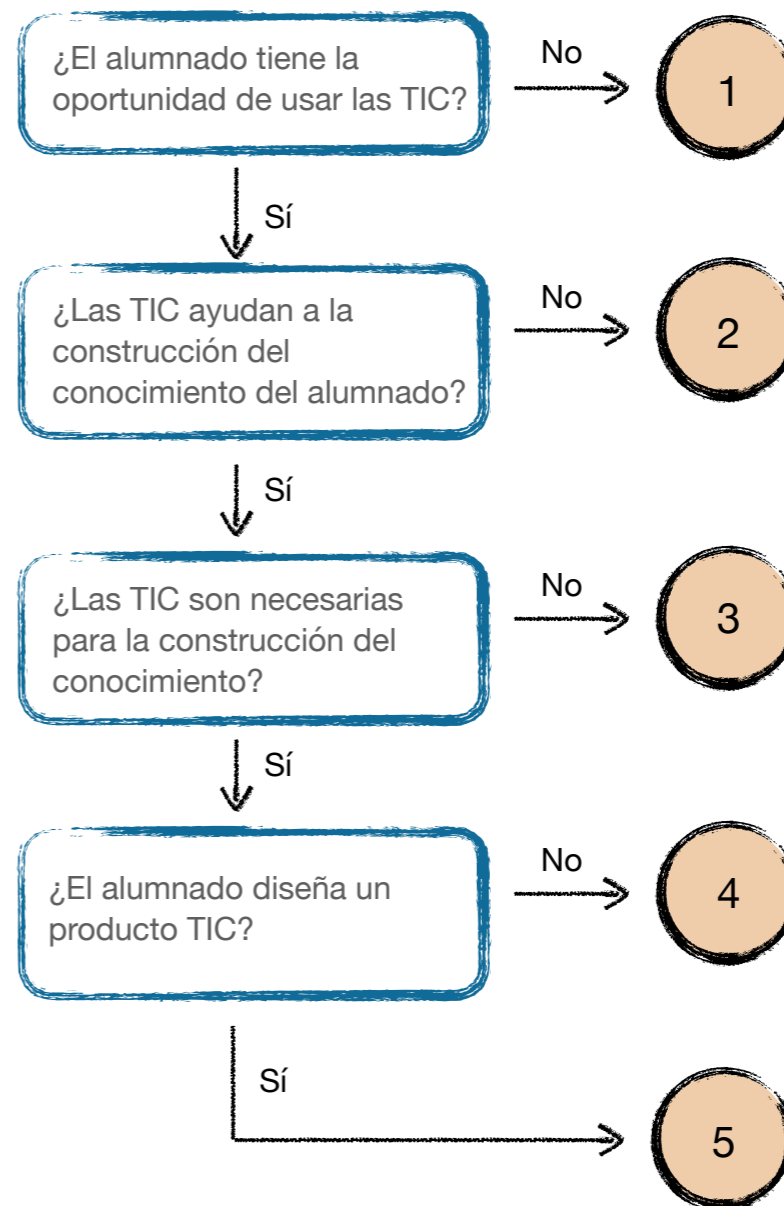 ¿El alumnado tiene la
oportunidad de usar las TIC?
No
1
Sí
¿Las TIC ayudan a la
construcción del
conocimiento del alumnado?
No
2
Sí
¿Las TIC son necesarias
para la construcción del
conocimiento?
No
3
Sí
¿El alumnado diseña un
producto TIC?
No
4
Sí
5